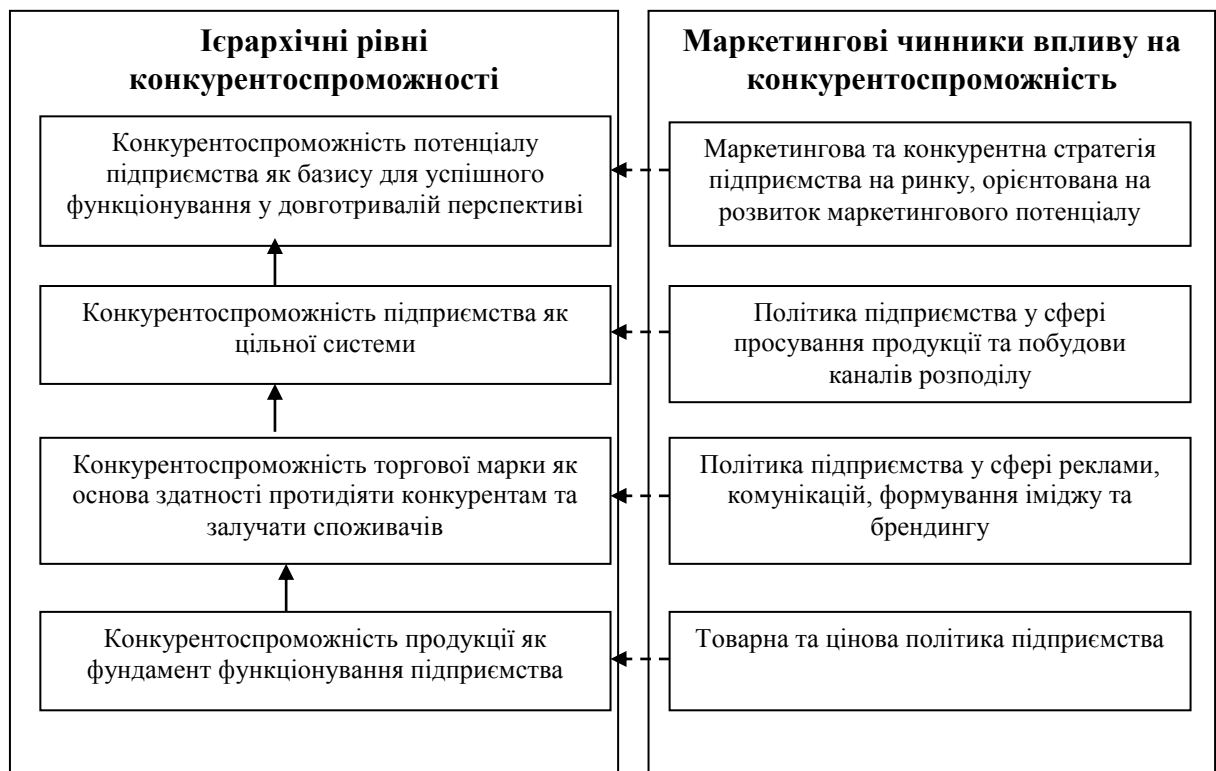 Ієрархічні рівні
конкурентоспроможності
Конкурентоспроможність потенціалу
підприємства як базису для успішного
функціонування у довготривалій перспективі
Конкурентоспроможність підприємства як
цільної системи
Конкурентоспроможність торгової марки як
основа здатності протидіяти конкурентам та
залучати споживачів
Конкурентоспроможність продукції як
фундамент функціонування підприємства
Маркетингові чинники впливу на
конкурентоспроможність
Маркетингова та конкурентна стратегія
підприємства на ринку, орієнтована на
розвиток маркетингового потенціалу
Політика підприємства у сфері
просування продукції та побудови
каналів розподілу
Політика підприємства у сфері реклами,
комунікацій, формування іміджу та
брендингу
Товарна та цінова політика підприємства